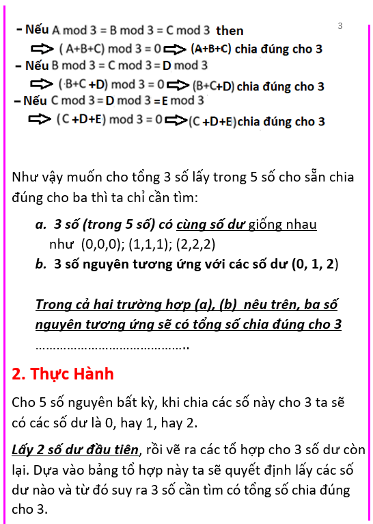 3
– Nếu A mod 3 = B mod 3 = C mod 3 then
⇨ ( A+B+C) mod 3 = 0 ⇨ (A+B+C) chia đúng cho 3
– Nếu B mod 3 = C mod 3 = D mod 3
⇨ (·B+C +D) mod 3 = 0 ⇨ (B+C+D) chia đúng cho 3
– Nếu C mod 3 = D mod 3 = E mod 3
⇨ (C +D+E) mod 3 = 0 ⇨ (C +D+E) chia đúng cho 3
Như vậy muốn cho tổng 3 số lấy trong 5 số cho sẵn chia
đúng cho ba thì ta chỉ cần tìm:
a. 3 số (trong 5 số) có cùng số dư giống nhau
như (0,0,0); (1,1,1); (2,2,2)
b. 3 số nguyên tương ứng với các số dư (0, 1, 2)
Trong cả hai trường hợp (a), (b) nêu trên, ba số
nguyên tương ứng sẽ có tổng số chia đúng cho 3
……………………………………..
2. Thực Hành
Cho 5 số nguyên bất kỳ, khi chia các số này cho 3 ta sẽ
có các số dư là 0, hay 1, hay 2.
Lấy 2 số dư đầu tiên, rồi vẽ ra các tố hợp cho 3 số dư còn
lại. Dựa vào bảng tổ hợp này ta sẽ quyết định lấy các số
dư nào và từ đó suy ra 3 số cần tìm có tổng số chia đúng
cho 3.